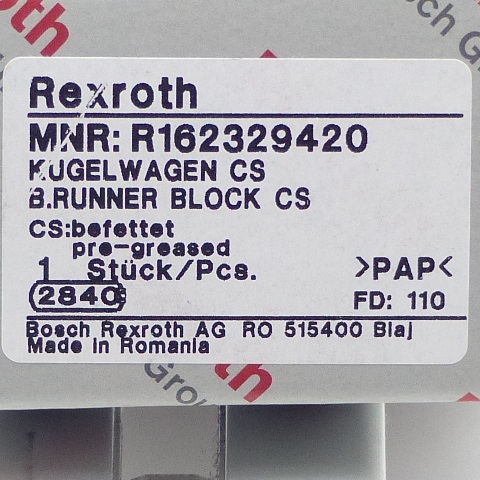 Rexroth
MNR: R162329420
KUGELWAGEN CS
B.RUNNER BLOCK CS
CS:befettet
pre-greased
1 Stück/Pcs.
>PAP<
2840
FD: 110
Bosch Rexroth AG RO 515400 Blaj
Made in Romania